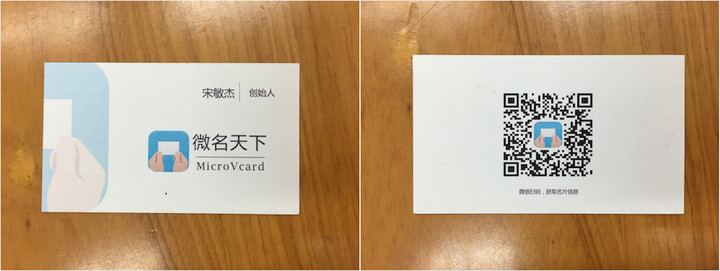 宋敏杰 创始人
微名天下
MicroVcard
微信扫码，获取名片信息